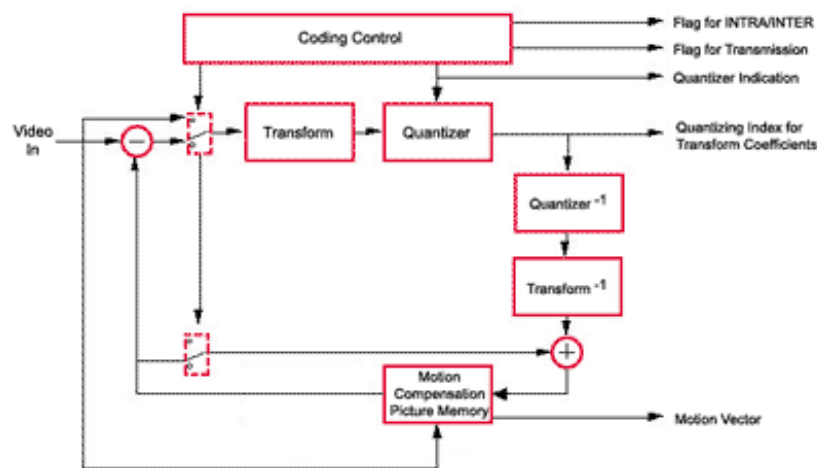 Coding Control
Flag for INTRA/INTER
Flag for Transmission
Quantizer Indication
Video
In
Transform
Quantizer
Quantizing Index for
Transform Coefficients
Quantizer -1
Transform -1
Motion
Compensation
Picture Memory
Motion Vector